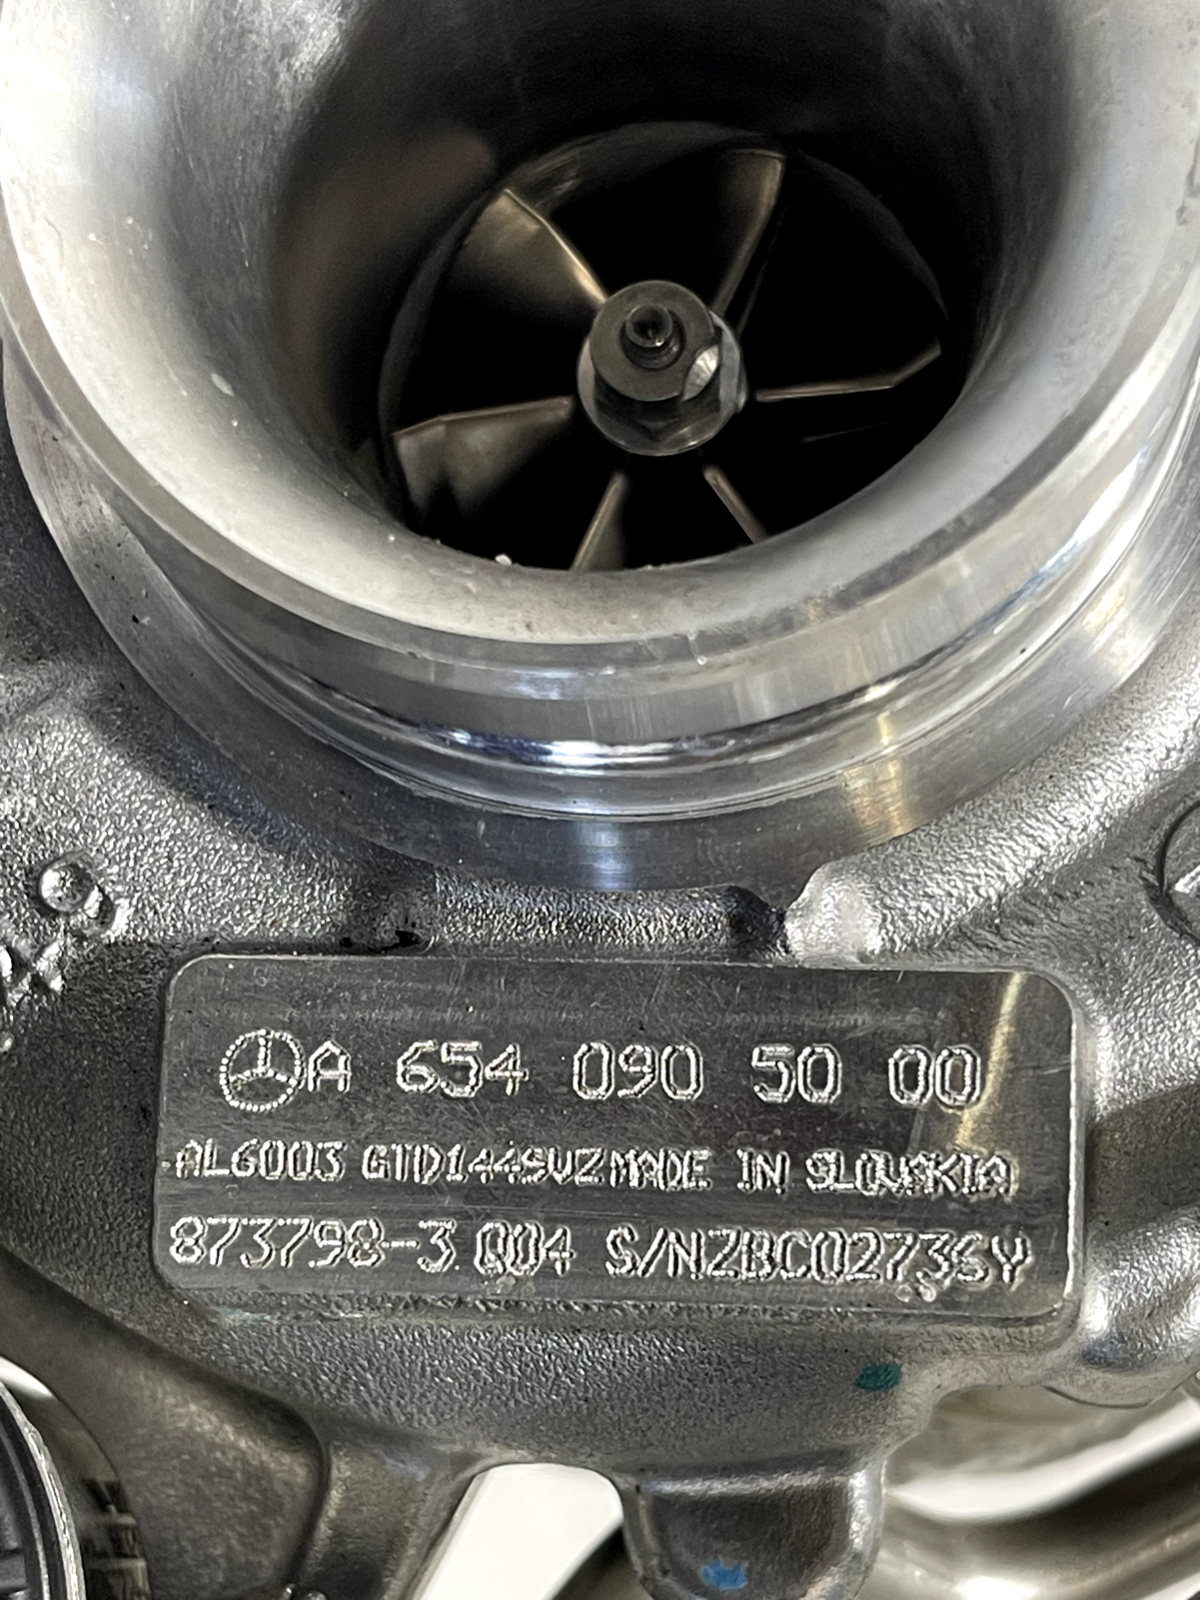 A 654 090 50 00
AL6003 GTD1449VZ MADE IN SLOVAKIA
873798-3 Q04 S/NZBC02736Y